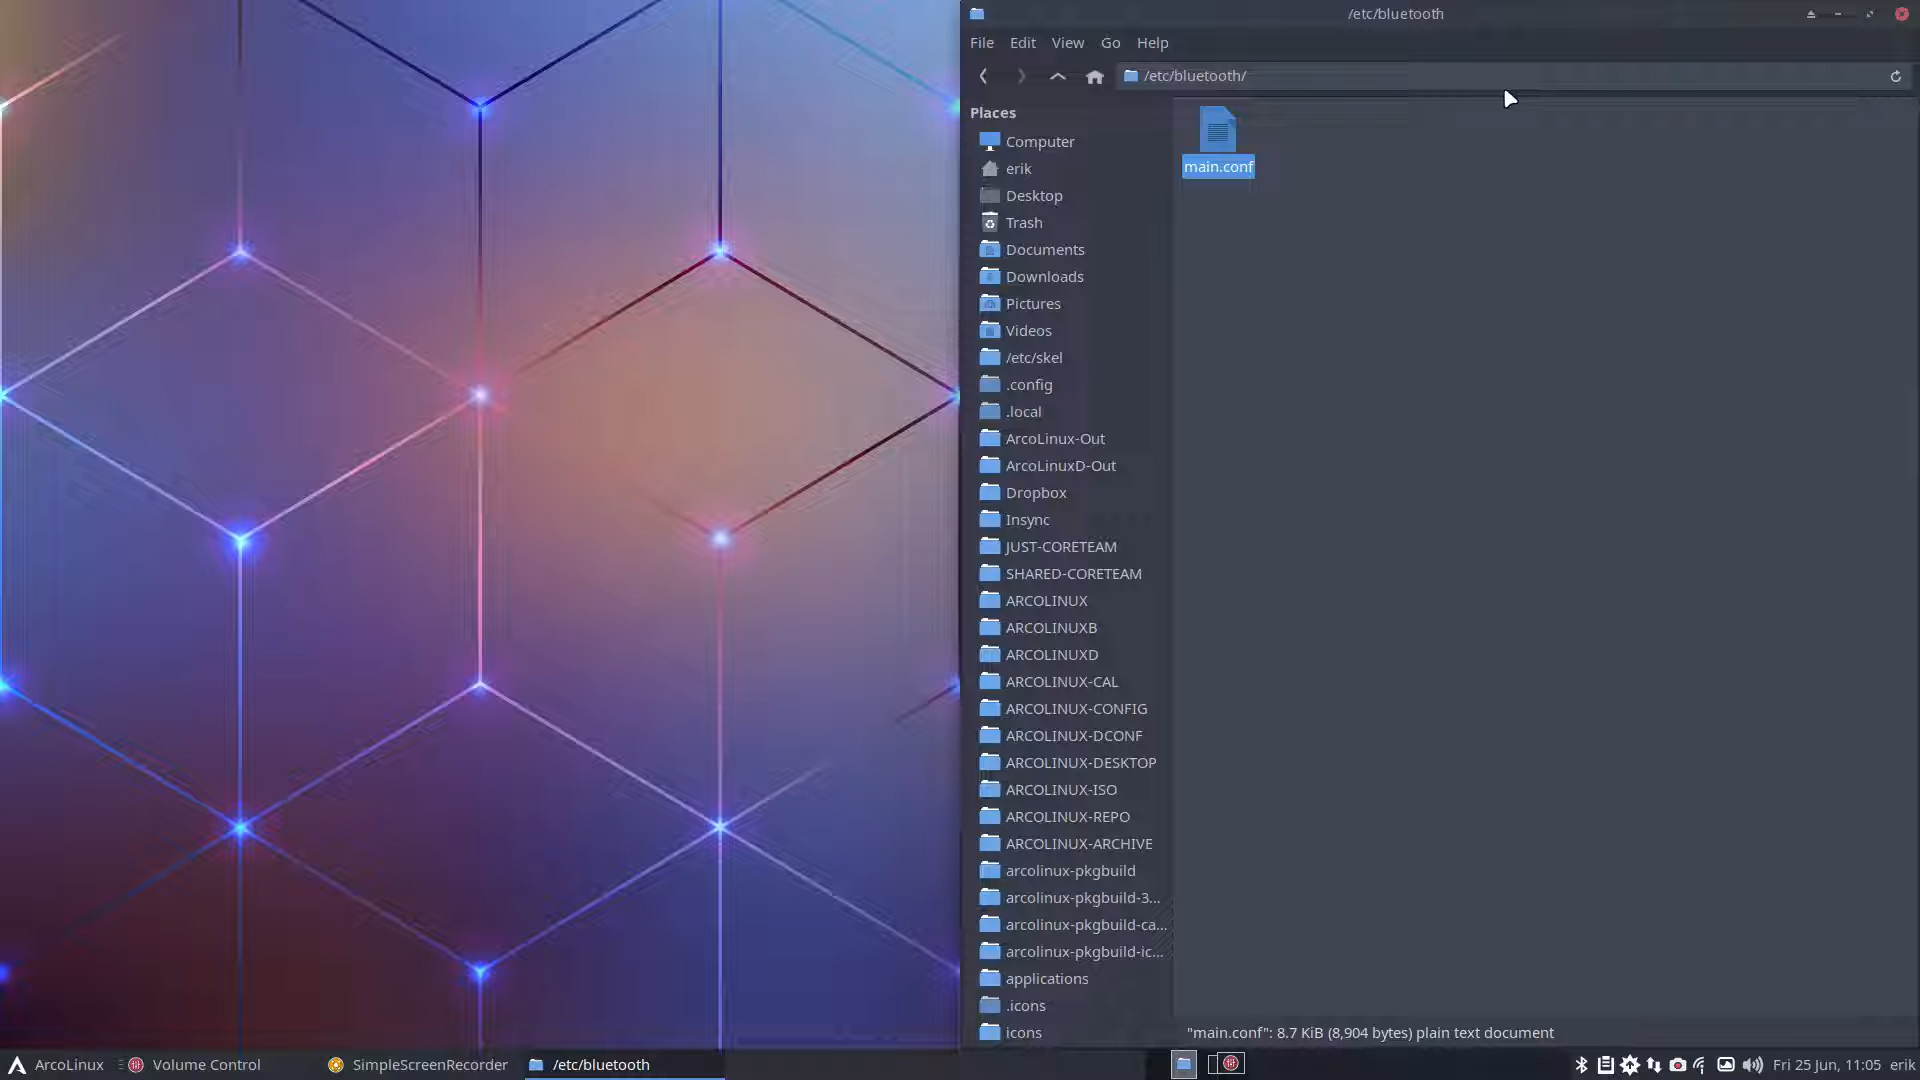 /etc/bluetooth
File Edit View Go Help
/etc/bluetooth/
Places
Computer
erik
Desktop
Trash
Documents
Downloads
Pictures
Videos
/etc/skel
.config
.local
ArcoLinux-Out
ArcoLinuxD-Out
Dropbox
Insync
JUST-CORETEAM
SHARED-CORETEAM
ARCOLINUX
ARCOLINUXB
ARCOLINUXD
ARCOLINUX-CAL
ARCOLINUX-CONFIG
ARCOLINUX-DCONF
ARCOLINUX-DESKTOP
ARCOLINUX-ISO
ARCOLINUX-REPO
ARCOLINUX-ARCHIVE
arcolinux-pkgbuild
arcolinux-pkgbuild-3...
arcolinux-pkgbuild-ca...
arcolinux-pkgbuild-ic...
applications
.icons
icons
main.conf
"main.conf": 8.7 KiB (8,904 bytes) plain text document
ArcoLinux Volume Control SimpleScreenRecorder /etc/bluetooth Fri 25 Jun, 11:05 erik